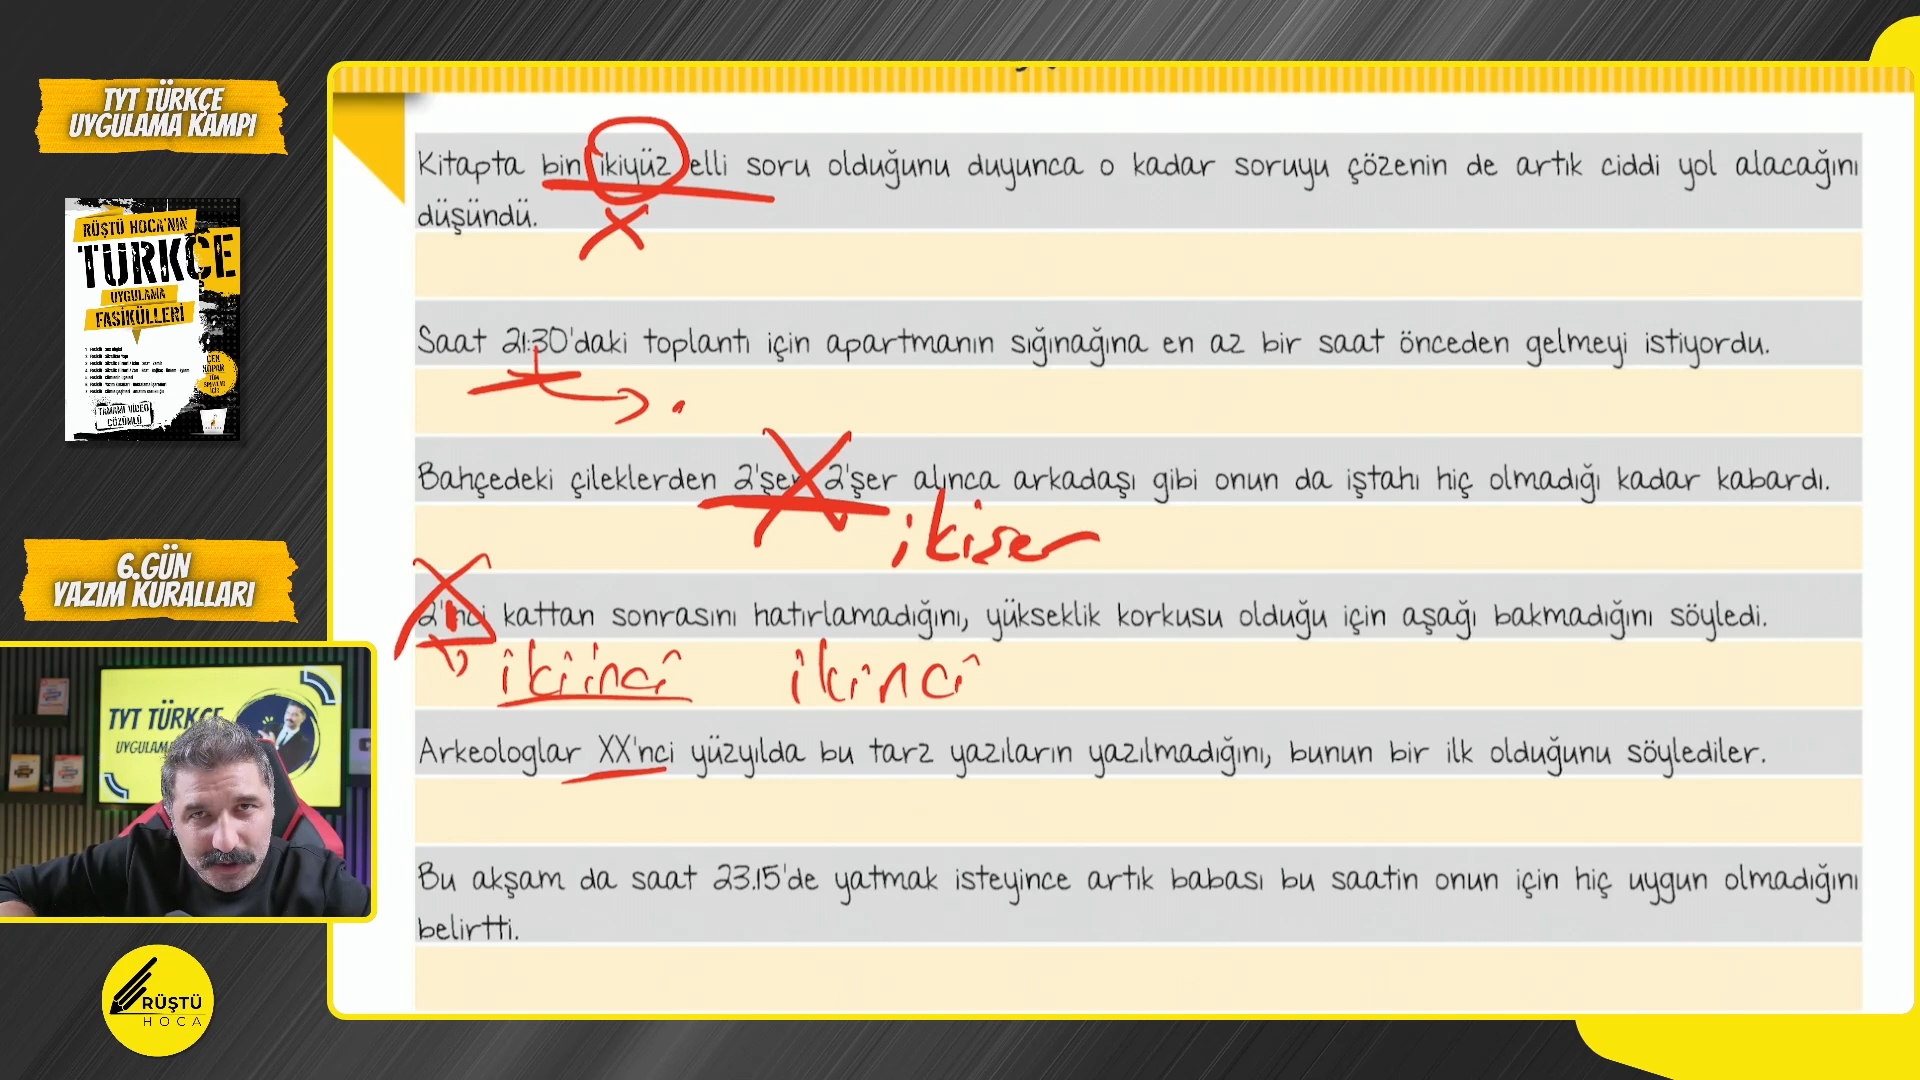 TYT TÜRKÇE
UYGULAMA KAMPI
RÜŞTÜ HOCA'NIN
TÜRKÇE
UYGULAMA
FASİKÜLLERİ
TAMAMI VİDEO
ÇÖZÜMLÜ
6.GÜN
YAZIM KURALLARI
TYT TÜRKÇE
RÜŞTÜ
HOCA
Kitapta bin ikiyüz elli soru olduğunu duyunca o kadar soruyu çözenin de artık ciddi yol alacağını
düşündü.
Saat 21:30'daki toplantı için apartmanın sığınağına en az bir saat önceden gelmeyi istiyordu.
Bahçedeki çileklerden 2'şer 2'şer alınca arkadaşı gibi onun da iştahı hiç olmadığı kadar kabardı.
ikişer
2'nci kattan sonrasını hatırlamadığını, yükseklik korkusu olduğu için aşağı bakmadığını söyledi.
ikiinci ikinci
Arkeologlar XX'nci yüzyılda bu tarz yazıların yazılmadığını, bunun bir ilk olduğunu söylediler.
Bu akşam da saat 23.15'de yatmak isteyince artık babası bu saatin onun için hiç uygun olmadığını
belirtti.